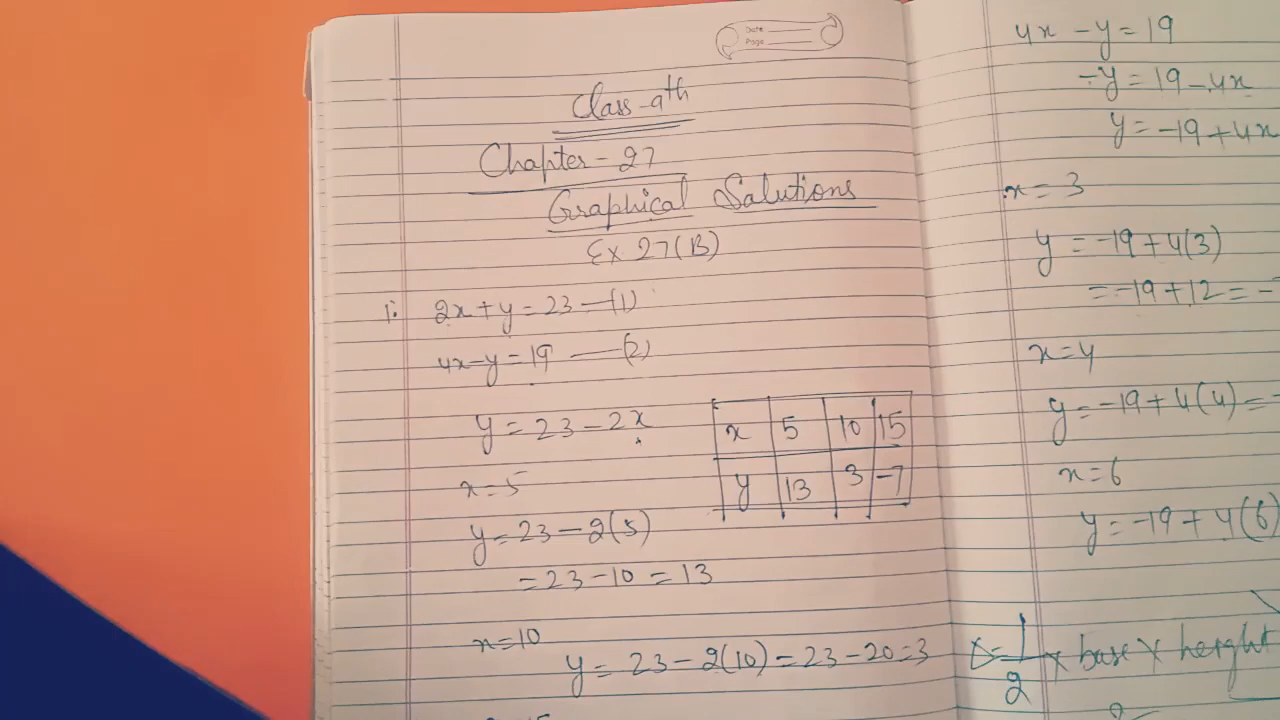 Date
Page
Class-9th
Chapter-27
Graphical Salutions
Ex 27(B)
1: 2x+y=23—(1)
4x-y=19 —(2)
y=23-2x
x 5 10 15
y 13 3 -7
x=5
y=23-2(5)
=23-10=13
x=10
y=23-2(10)=23-20=3
4x-y=19
-y=19-4x
y=-19+4x
x=3
y=-19+4(3)
=-19+12=-
x=4
y=-19+4(4)=-
x=6
y=-19+4(6)
Δ=1/2 × base × height